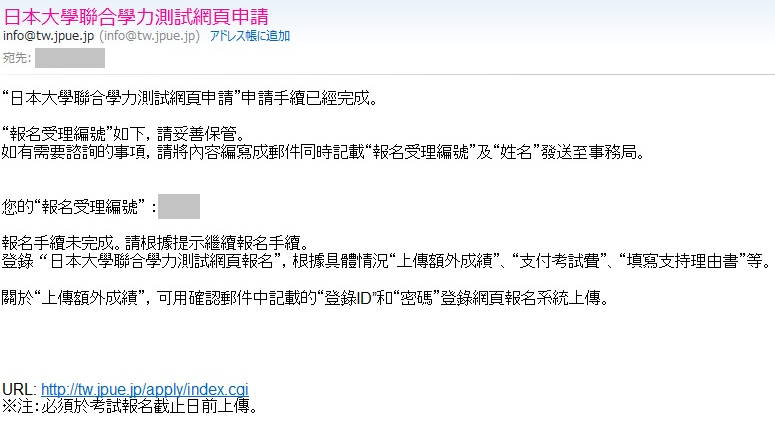 日本大學聯合學力測試網頁申請
info@tw.jpue.jp (info@tw.jpue.jp) アドレス帳に追加
宛先:
“日本大學聯合學力測試網頁申請”申請手續已經完成。
“報名受理編號”如下，請妥善保管。
如有需要諮詢的事項，請將內容編寫成郵件同時記載“報名受理編號”及“姓名”發送至事務局。
您的“報名受理編號” ：
報名手續未完成。請根據提示繼續報名手續。
登錄 “日本大學聯合學力測試網頁報名”，根據具體情況“上傳額外成績”、“支付考試費”、“填寫支持理由書”等。
關於“上傳額外成績”，可用確認郵件中記載的“登錄ID”和“密碼”登錄網頁報名系統上傳。
URL: http://tw.jpue.jp/apply/index.cgi
※注：必須於考試報名截止日前上傳。